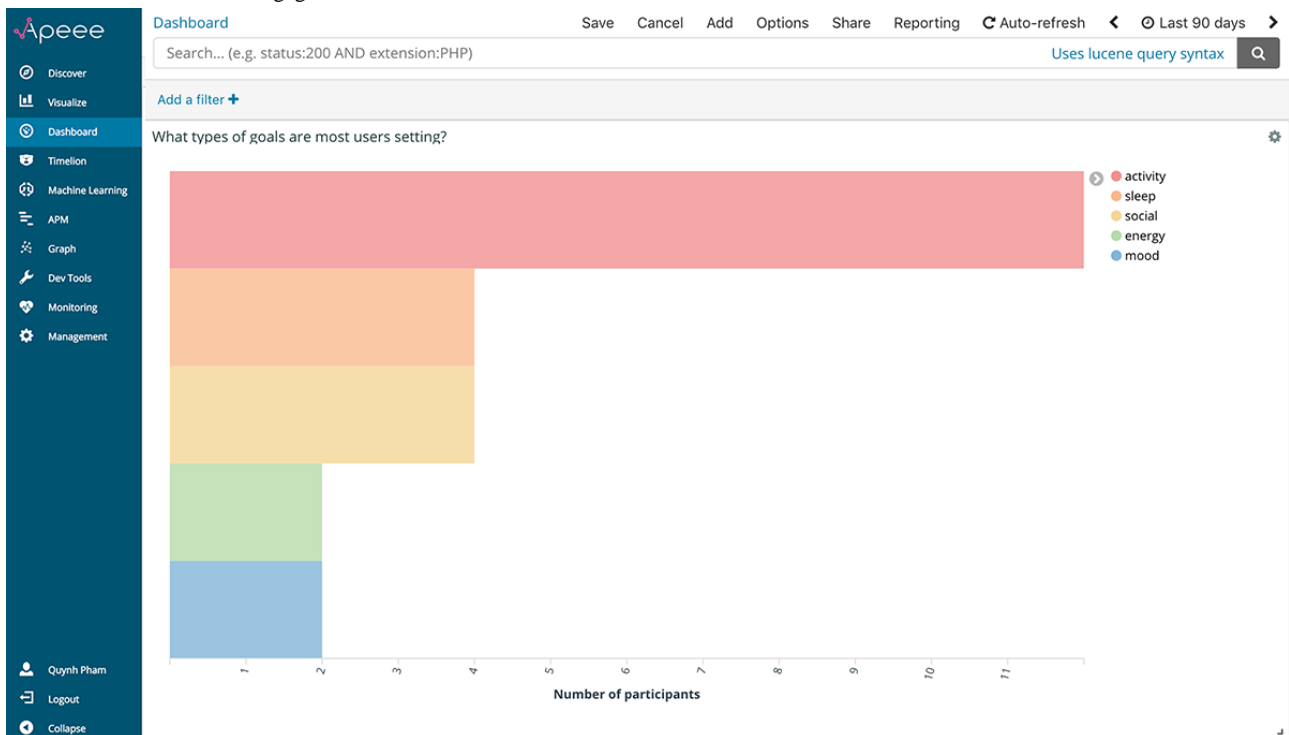 Apeee
Dashboard Save Cancel Add Options Share Reporting Auto-refresh Last 90 days
Search... (e.g. status:200 AND extension:PHP) Uses lucene query syntax
Add a filter +
Discover
Visualize
Dashboard
Timelion
Machine Learning
APM
Graph
Dev Tools
Monitoring
Management
Quynh Pham
Logout
Collapse
What types of goals are most users setting?
activity
sleep
social
energy
mood
1 2 3 4 5 6 7 8 9 10 11
Number of participants